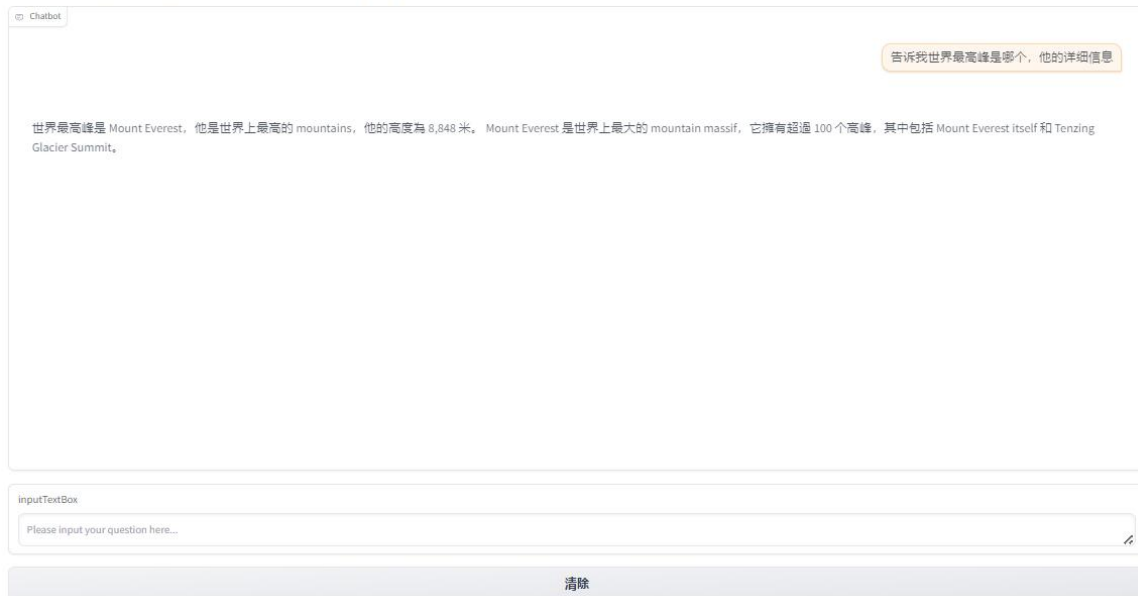 Chatbot
告诉我世界最高峰是哪个，他的详细信息
世界最高峰是 Mount Everest，他是世界上最高的 mountains，他的高度為 8,848 米。 Mount Everest 是世界上最大的 mountain massif，它擁有超過 100 个高峰，其中包括 Mount Everest itself 和 Tenzing
Glacier Summit。
inputTextBox
Please input your question here...
清除